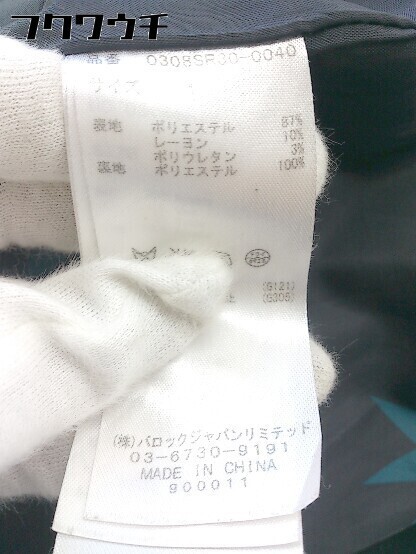 フクワウチ
品番 0308SR30-0040
サイズ
表地 ポリエステル 87%
レーヨン 10%
ポリウレタン 3%
裏地 ポリエステル 100%
(G121)
止 (G305)
(株)バロックジャパンリミテッド
03-6730-9191
MADE IN CHINA
900011